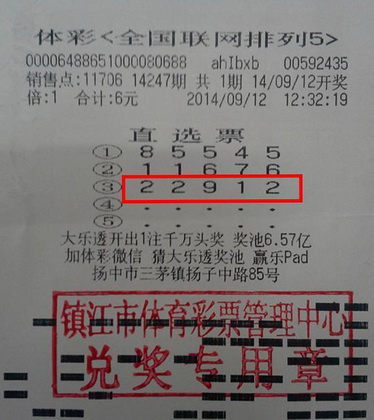 体彩<全国联网排列5>
00006488651000080688 ahIbxb 00592435
销售点:11706 14247期 共1期 14/09/12开奖
倍:1 合计:6元 2014/09/12 12:32:19
直选票
① 8 5 5 4 5
② 1 1 6 7 6
③ 2 2 9 1 2
④ . . . . .
⑤ . . . . .
大乐透开出1注千万头奖 奖池6.57亿
加体彩微信 猜大乐透奖池 赢乐Pad
扬中市三茅镇扬子中路85号
镇江市体育彩票管理中心
兑奖专用章